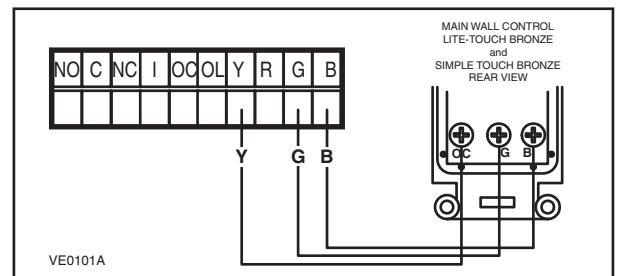 MAIN WALL CONTROL
LITE-TOUCH BRONZE
and
SIMPLE TOUCH BRONZE
REAR VIEW
NO C NC I OC OL Y R G B
OC G B
Y G B
VE0101A